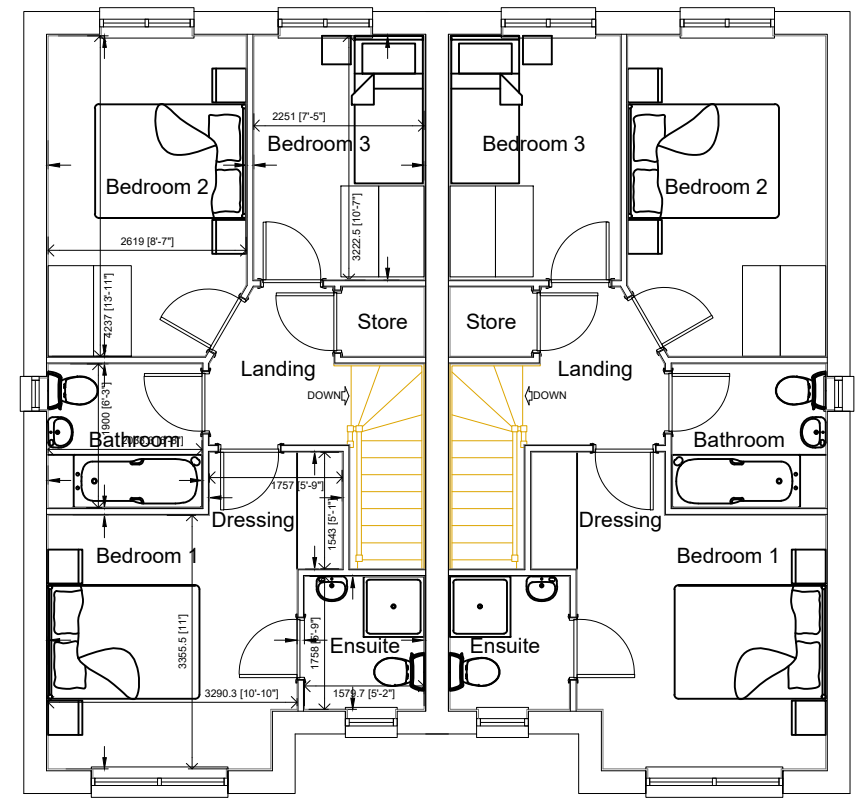 2251 [7'-5"]
Bedroom 3
Bedroom 3
Bedroom 2
Bedroom 2
3222.5 [10'-7"]
2619 [8'-7"]
4237 [13'-11"]
Store
Store
Landing
Landing
DOWN
DOWN
1900 [6'-3"]
Bathroom
Bathroom
1757 [5'-9"]
1543 [5'-1"]
Dressing
Dressing
Bedroom 1
Bedroom 1
3355.5 [11']
1758 [5'-9"]
Ensuite
Ensuite
3290.3 [10'-10"]
1579.7 [5'-2"]